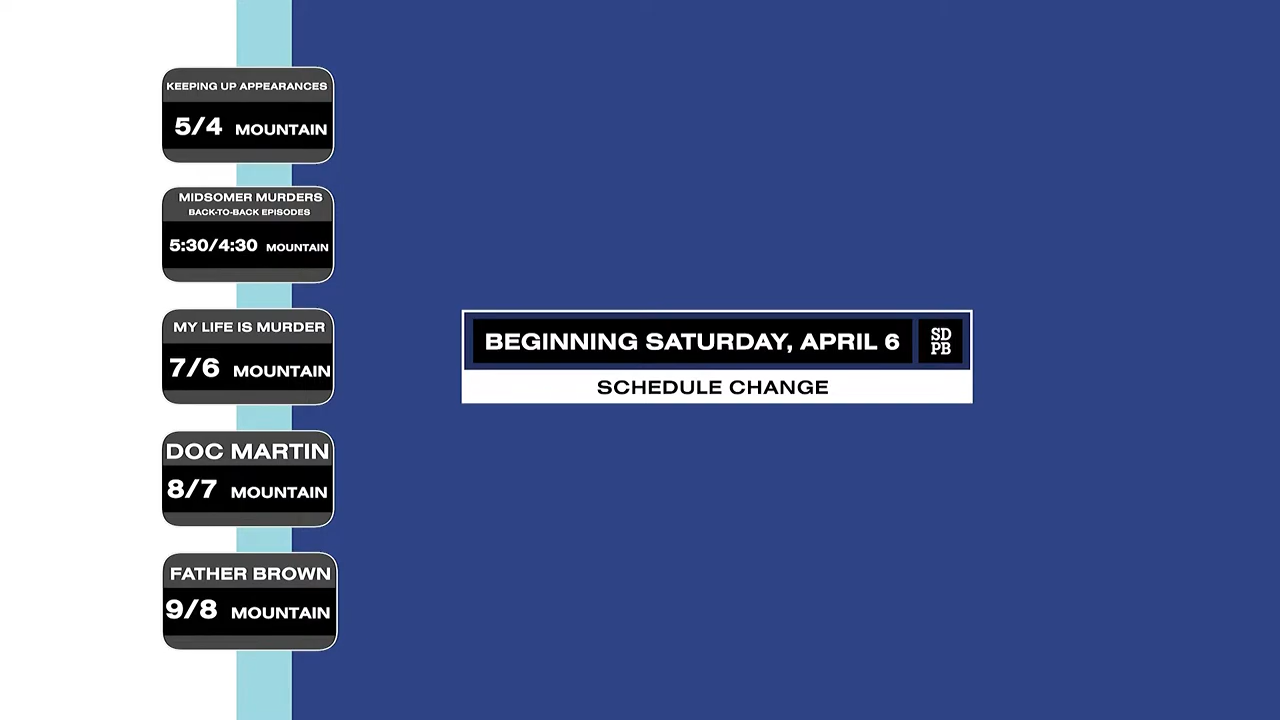 KEEPING UP APPEARANCES
5/4 MOUNTAIN
MIDSOMER MURDERS
BACK-TO-BACK EPISODES
5:30/4:30 MOUNTAIN
MY LIFE IS MURDER
7/6 MOUNTAIN
DOC MARTIN
8/7 MOUNTAIN
FATHER BROWN
9/8 MOUNTAIN
BEGINNING SATURDAY, APRIL 6
SD
PB
SCHEDULE CHANGE